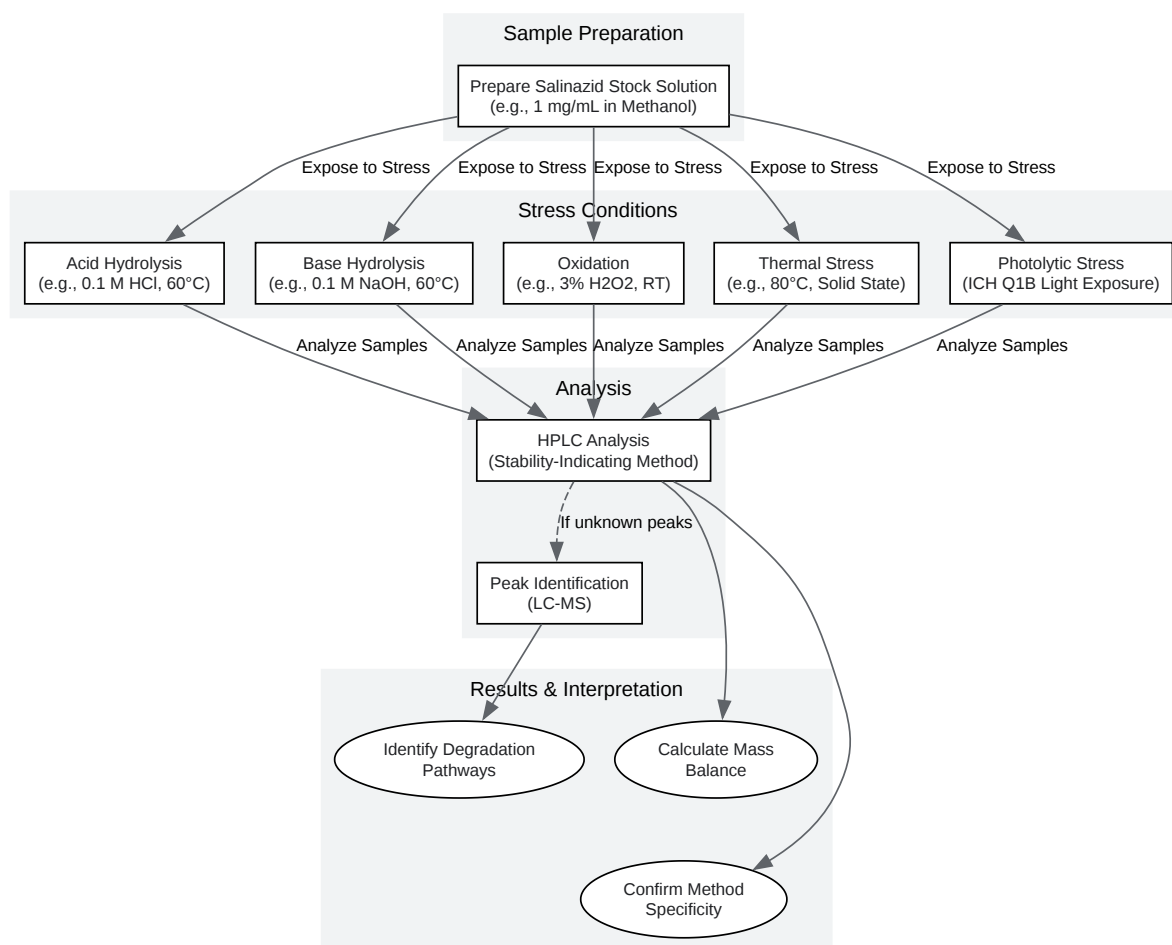 Sample Preparation
Prepare Salinazid Stock Solution
(e.g., 1 mg/mL in Methanol)
Expose to Stress
Expose to Stress
Expose to Stress
Expose to Stress
Expose to Stress
Stress Conditions
Acid Hydrolysis
(e.g., 0.1 M HCl, 60°C)
Base Hydrolysis
(e.g., 0.1 M NaOH, 60°C)
Oxidation
(e.g., 3% H2O2, RT)
Thermal Stress
(e.g., 80°C, Solid State)
Photolytic Stress
(ICH Q1B Light Exposure)
Analyze Samples
Analyze Samples
Analyze Samples
Analyze Samples
Analyze Samples
Analysis
HPLC Analysis
(Stability-Indicating Method)
If unknown peaks
Peak Identification
(LC-MS)
Results & Interpretation
Identify Degradation
Pathways
Calculate Mass
Balance
Confirm Method
Specificity